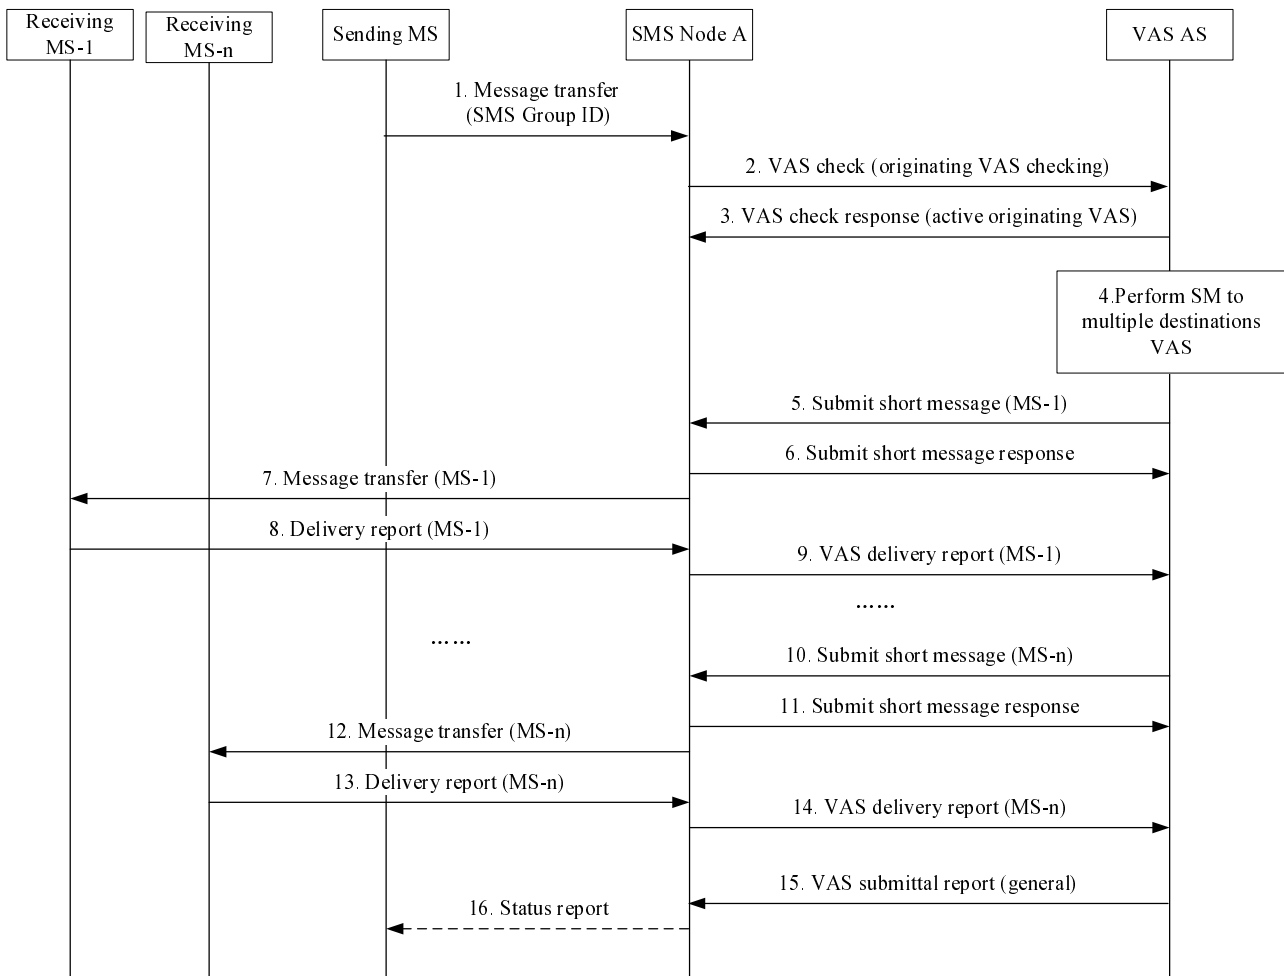 Receiving
MS-1
Receiving
MS-n
Sending MS
SMS Node A
VAS AS
1. Message transfer
(SMS Group ID)
2. VAS check (originating VAS checking)
3. VAS check response (active originating VAS)
4.Perform SM to
multiple destinations
VAS
5. Submit short message (MS-1)
6. Submit short message response
7. Message transfer (MS-1)
8. Delivery report (MS-1)
9. VAS delivery report (MS-1)
……
……
10. Submit short message (MS-n)
11. Submit short message response
12. Message transfer (MS-n)
13. Delivery report (MS-n)
14. VAS delivery report (MS-n)
15. VAS submittal report (general)
16. Status report